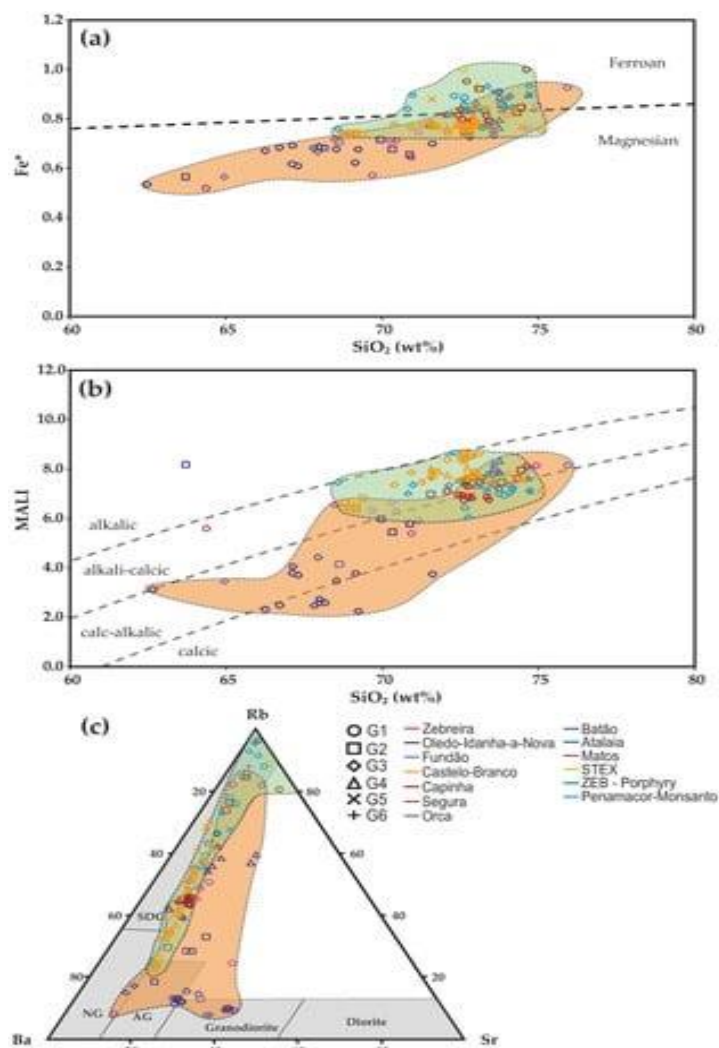 (a)
1.2
1.0
0.8
0.6
0.4
0.2
0.0
Fe*
Ferroan
Magnesian
60
65
70
75
80
SiO₂ (wt%)
(b)
12.0
10.0
8.0
6.0
4.0
2.0
0.0
MALI
alkalic
alkali-calcic
calc-alkalic
calcic
60
65
70
75
80
SiO₂ (wt%)
(c)
Rb
20
80
40
60
60
40
80
20
SDG
NG
AG
Granodiorite
Diorite
Ba
Sr
G1
G2
G3
G4
G5
G6
Zebreira
Oledo-Idanha-a-Nova
Fundão
Castelo-Branco
Capinha
Segura
Orca
Batão
Atalaia
Matos
STEX
ZEB - Porphyry
Penamacor-Monsanto